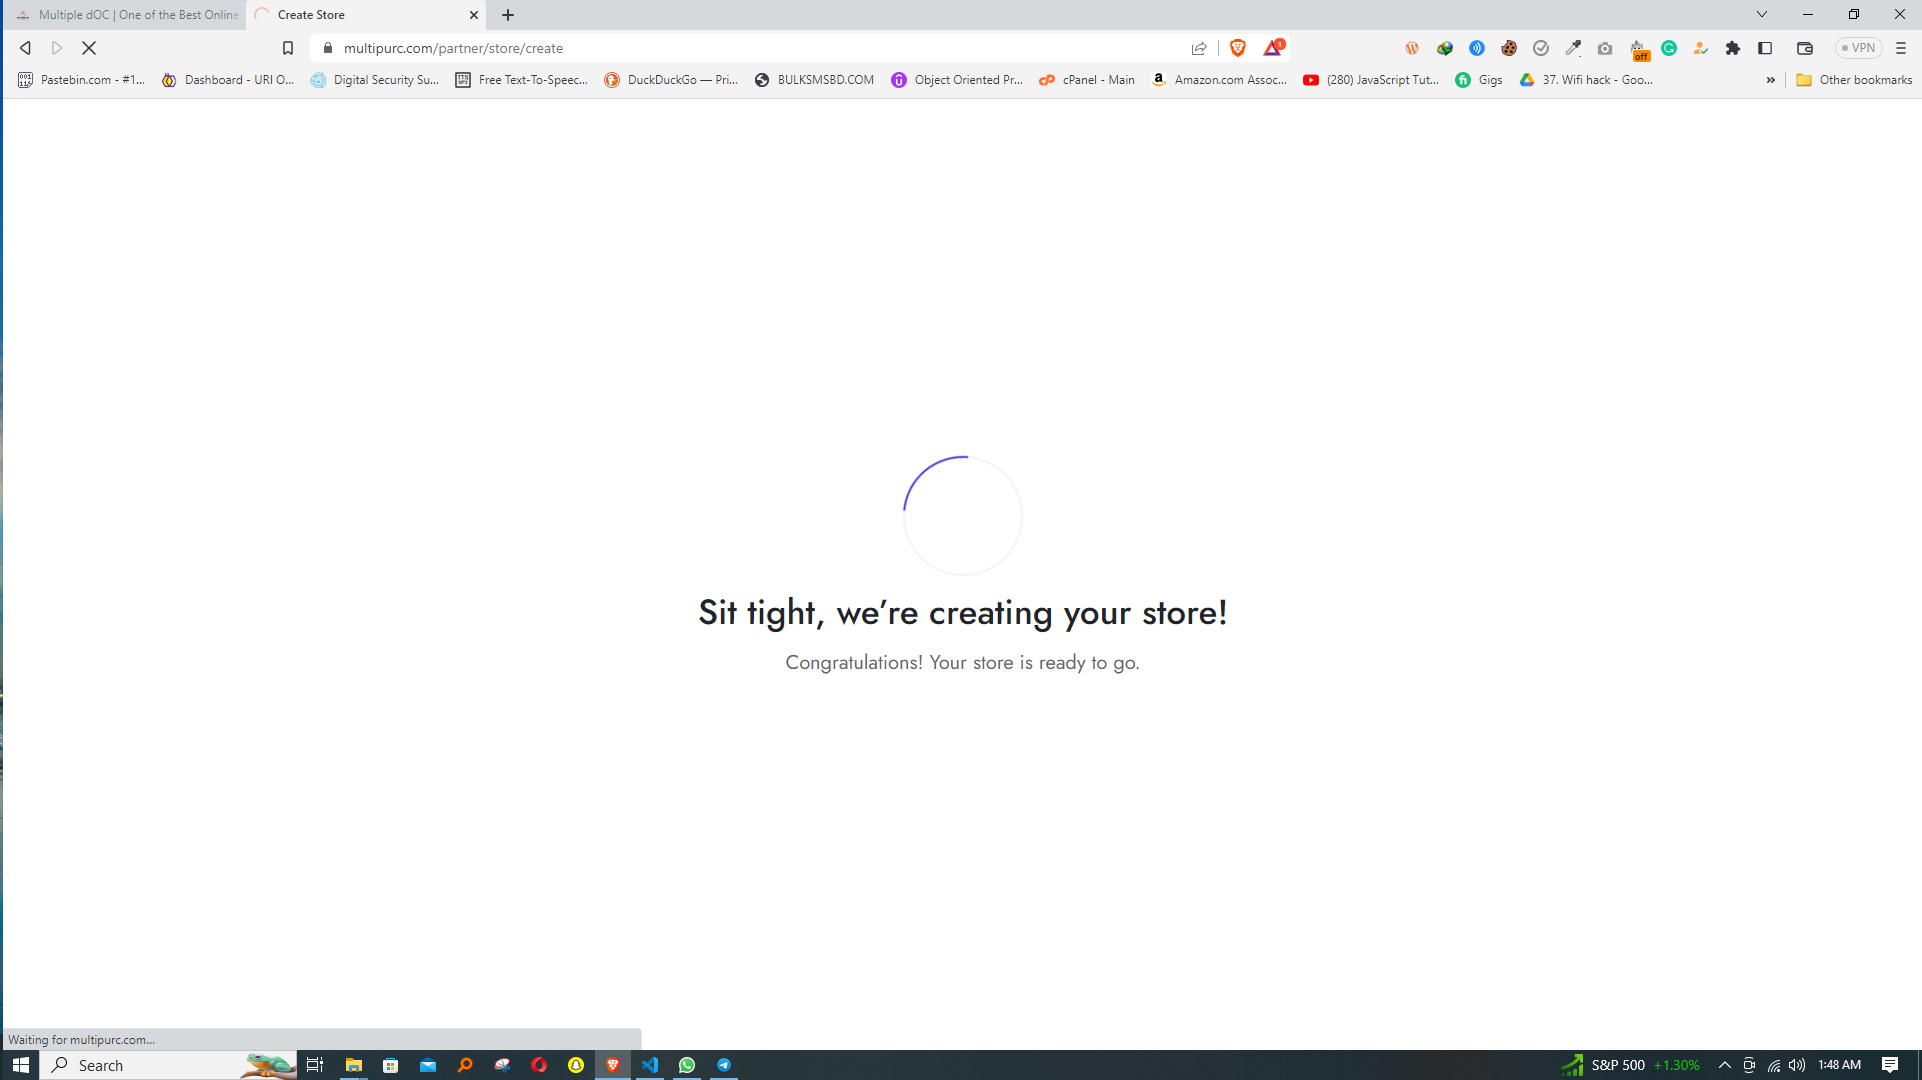 Multiple dOC | One of the Best Online
Create Store
multipurc.com/partner/store/create
1
off
VPN
Pastebin.com - #1...
Dashboard - URI O...
Digital Security Su...
Free Text-To-Speec...
DuckDuckGo — Pri...
BULKSMSBD.COM
Object Oriented Pr...
cPanel - Main
Amazon.com Assoc...
(280) JavaScript Tut...
Gigs
37. Wifi hack - Goo...
»
Other bookmarks
Sit tight, we’re creating your store!
Congratulations! Your store is ready to go.
Waiting for multipurc.com...
Search
S&P 500 +1.30%
1:48 AM